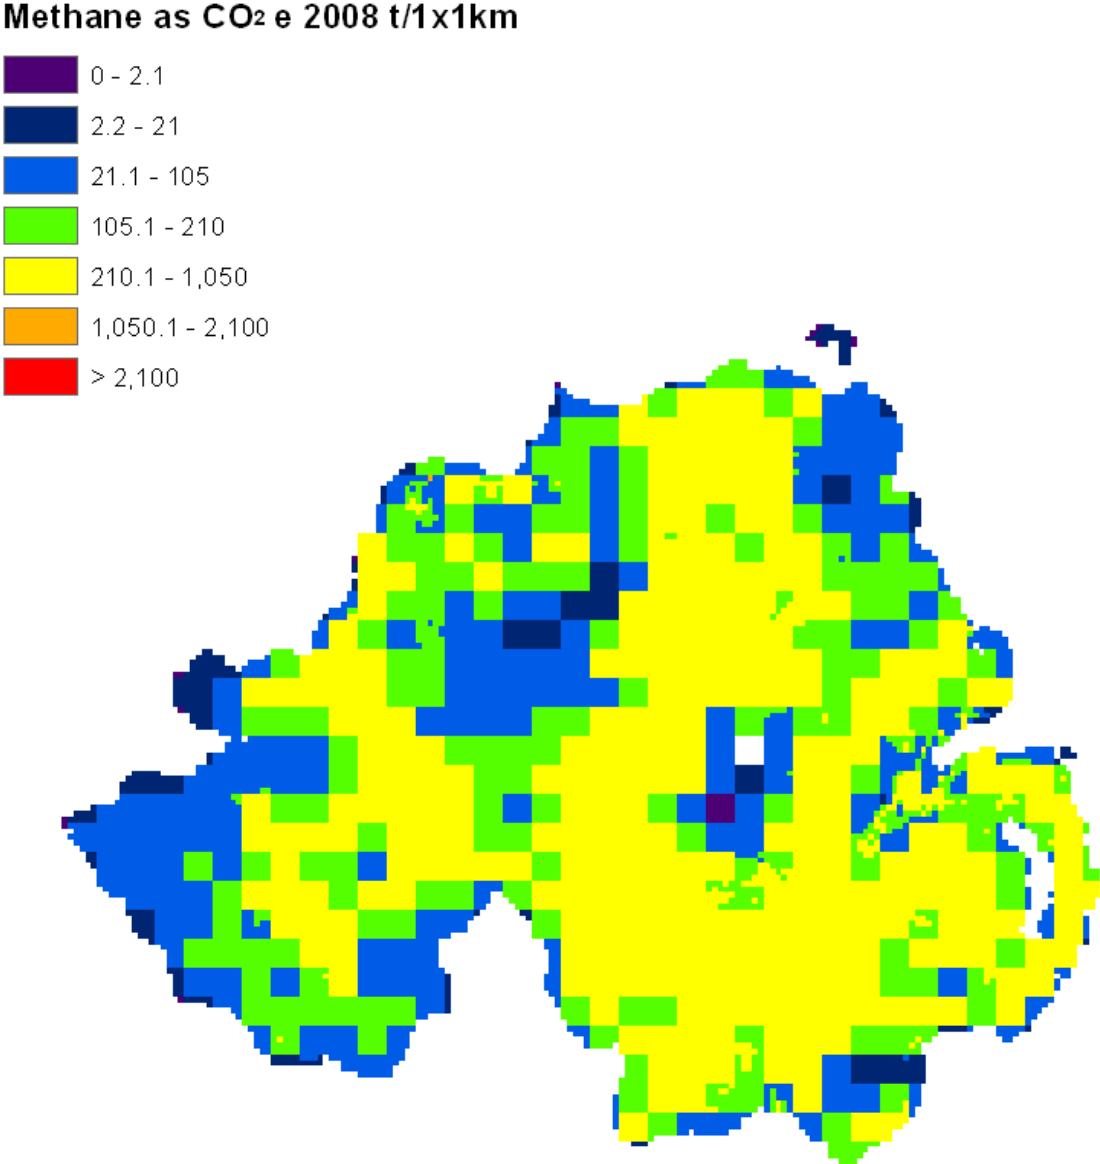 Methane as CO2 e 2008 t/1x1km
0 - 2.1
2.2 - 21
21.1 - 105
105.1 - 210
210.1 - 1,050
1,050.1 - 2,100
> 2,100